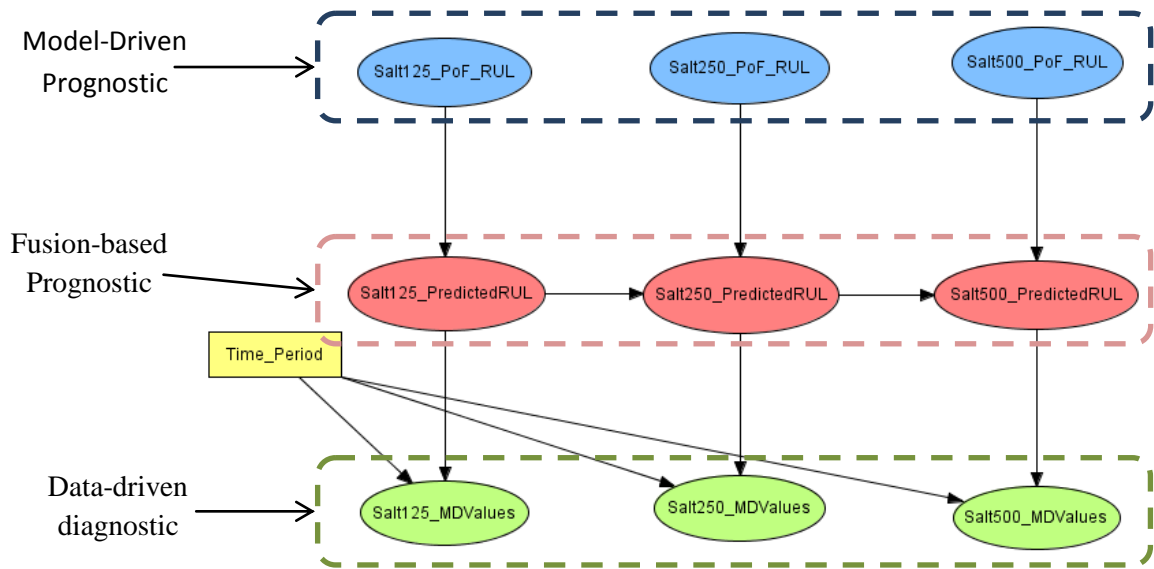 Model-Driven
Prognostic
Salt125_PoF_RUL
Salt250_PoF_RUL
Salt500_PoF_RUL
Fusion-based
Prognostic
Salt125_PredictedRUL
Salt250_PredictedRUL
Salt500_PredictedRUL
Time_Period
Data-driven
diagnostic
Salt125_MDValues
Salt250_MDValues
Salt500_MDValues